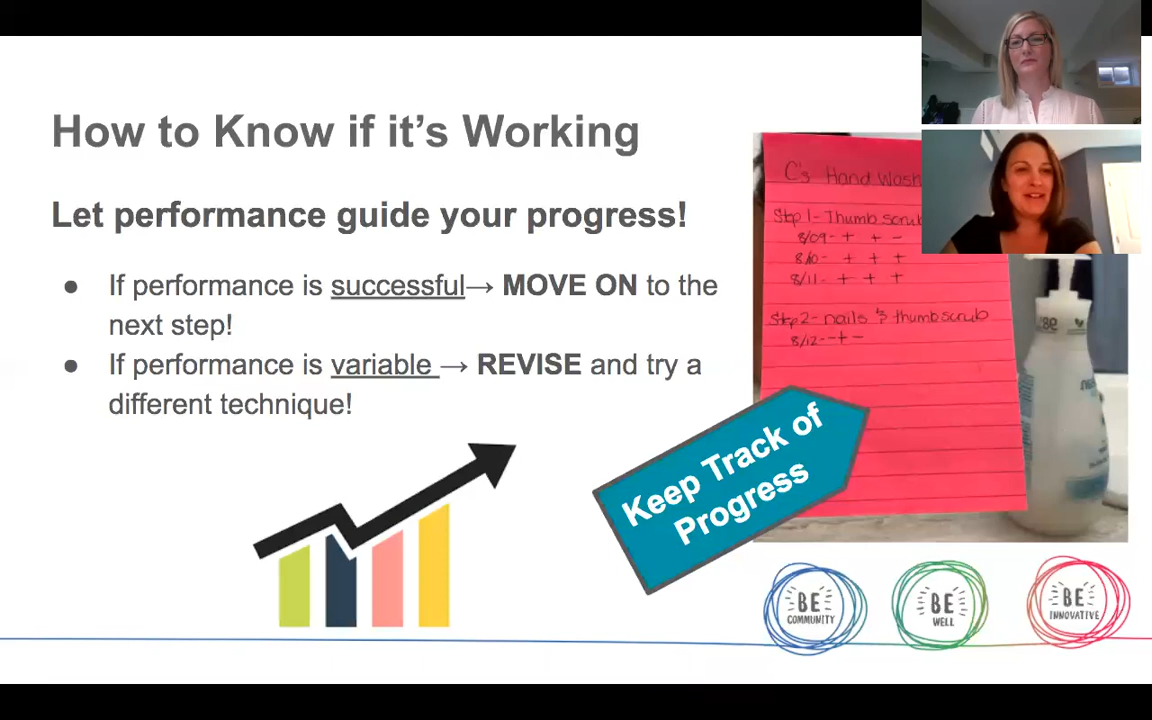 How to Know if it's Working
Let performance guide your progress!
● If performance is successful→ MOVE ON to the
next step!
● If performance is variable → REVISE and try a
different technique!
C's Hand Wash
Step 1- Thumb scrub
8/09- + + -
8/10- + + +
8/11- + + +
Step 2- nails & thumb scrub
8/12- - + -
Keep Track of
Progress
BE
COMMUNITY
BE
WELL
BE
INNOVATIVE